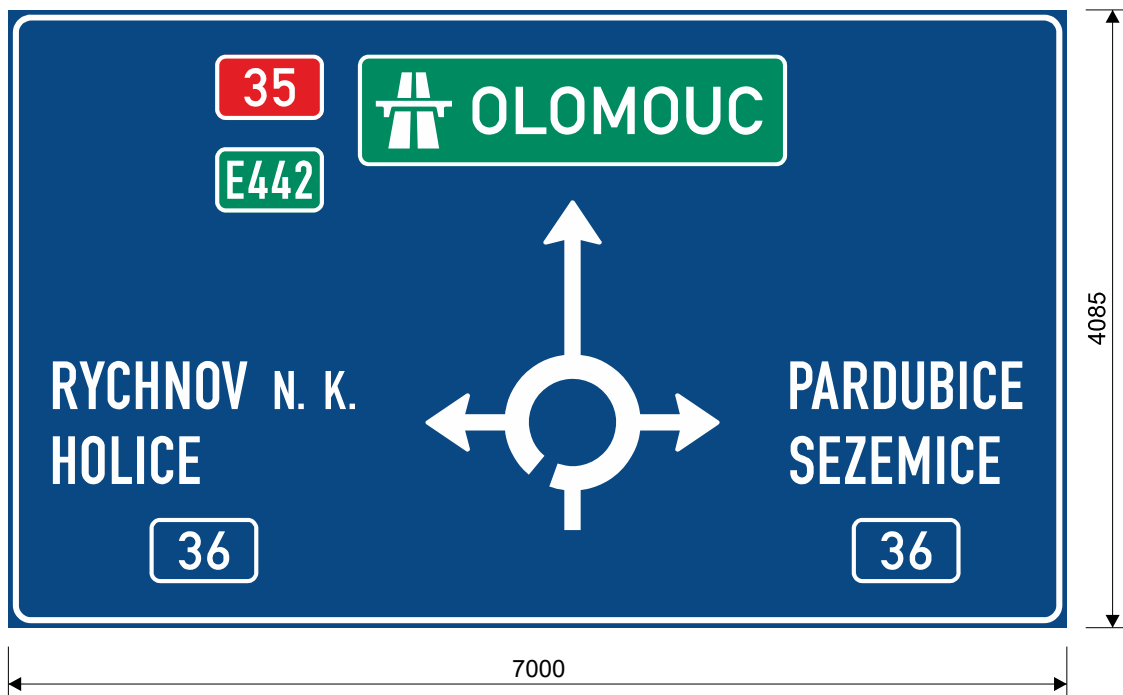 35
OLOMOUC
E442
RYCHNOV N. K.
HOLICE
36
PARDUBICE
SEZEMICE
36
4085
7000